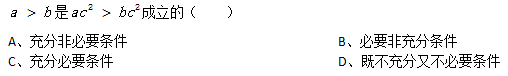 a > b是ac² > bc²成立的（　　）
A、充分非必要条件　　B、必要非充分条件
C、充分必要条件　　D、既不充分又不必要条件